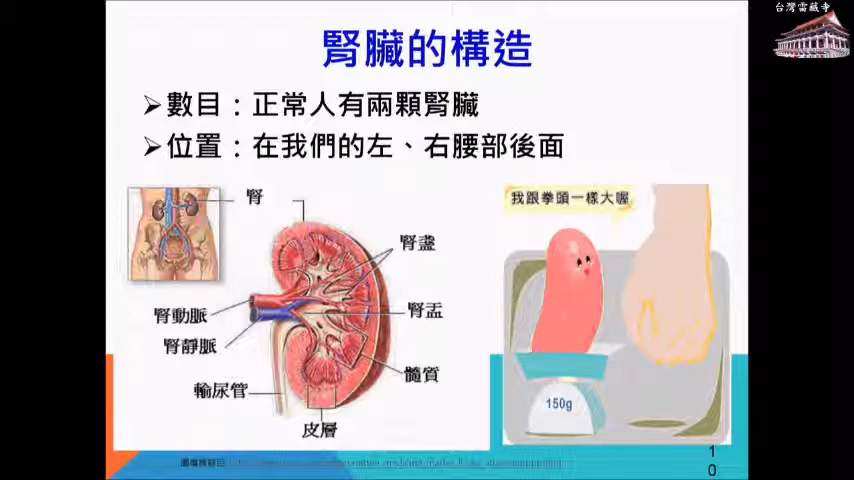 台灣雷藏寺
腎臟的構造
➢數目：正常人有兩顆腎臟
➢位置：在我們的左、右腰部後面
腎
腎盞
腎動脈
腎盂
腎靜脈
髓質
輸尿管
皮層
我跟拳頭一樣大喔
150g
10